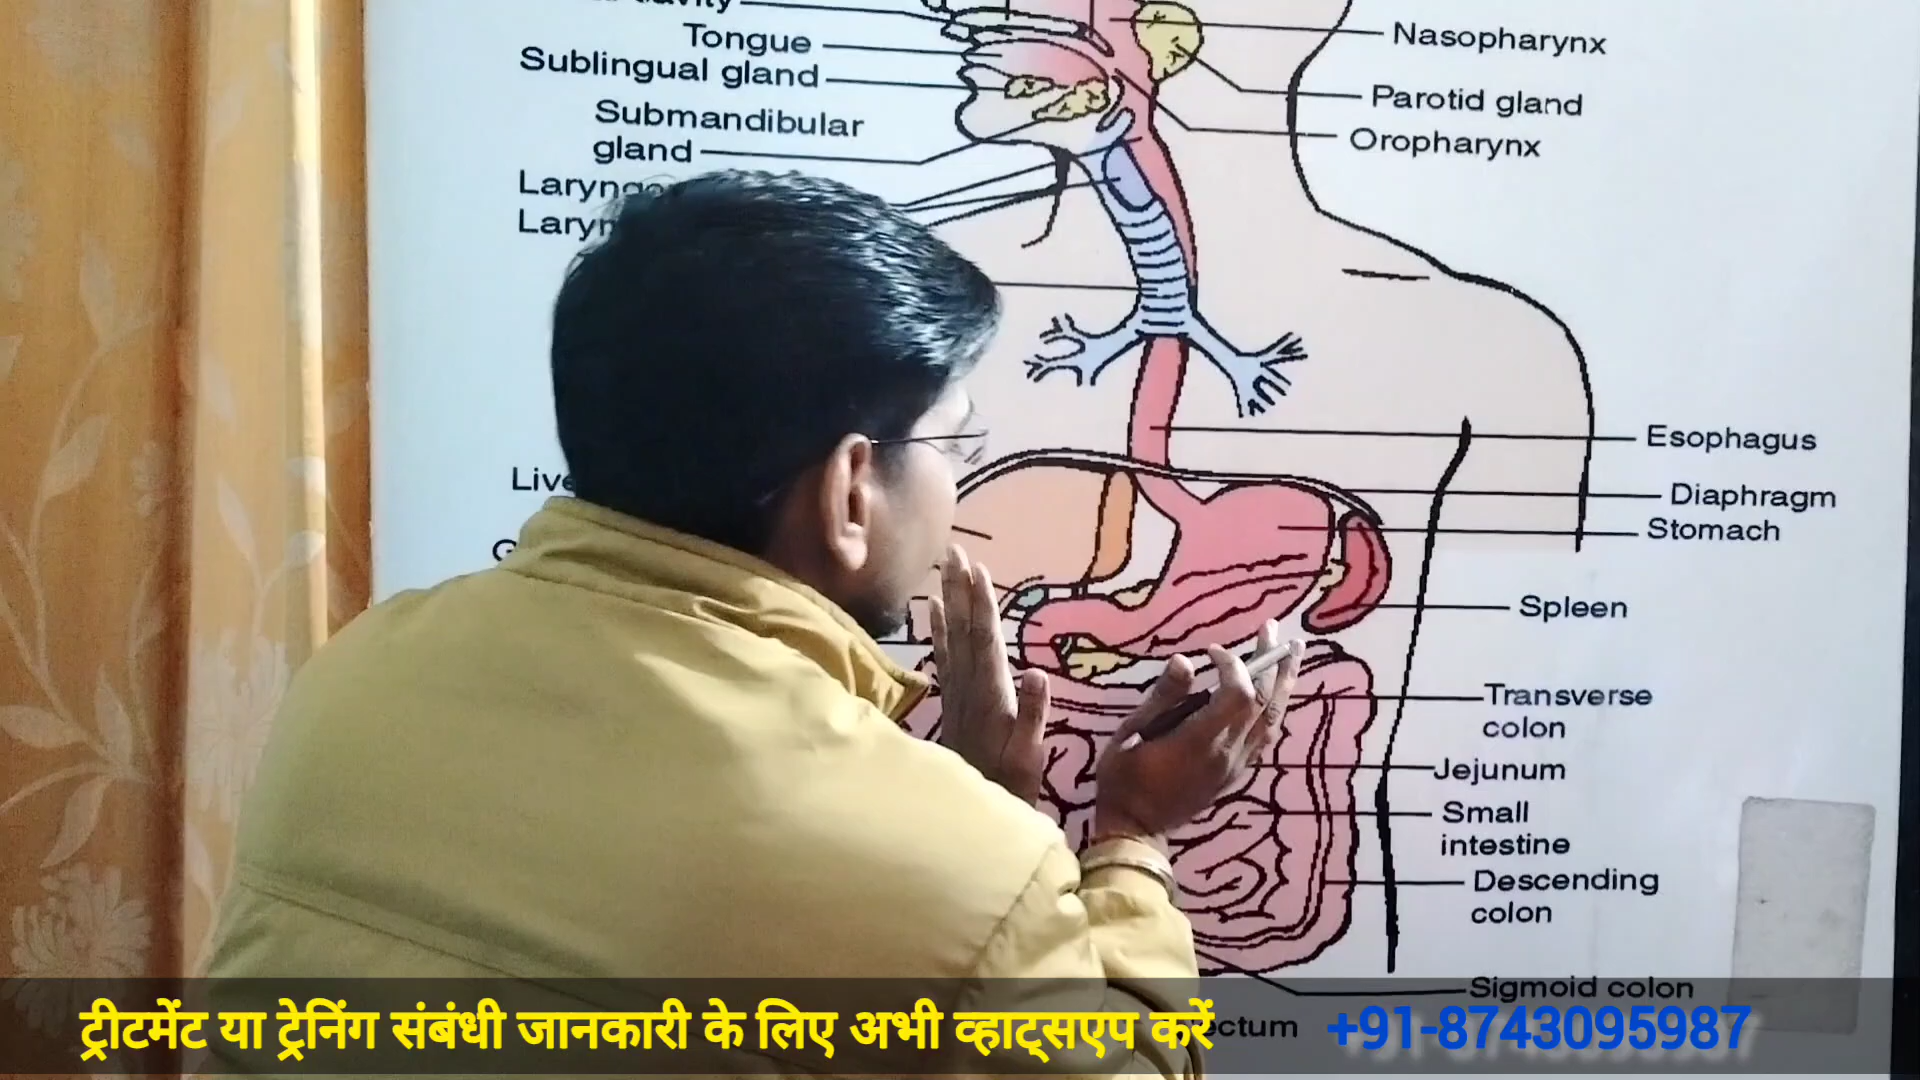 Tongue
Sublingual gland
Submandibular
gland
Nasopharynx
Parotid gland
Oropharynx
Esophagus
Diaphragm
Stomach
Spleen
Transverse
colon
Jejunum
Small
intestine
Descending
colon
Sigmoid colon
ट्रीटमेंट या ट्रेनिंग संबंधी जानकारी के लिए अभी व्हाट्सएप करें
+91-8743095987